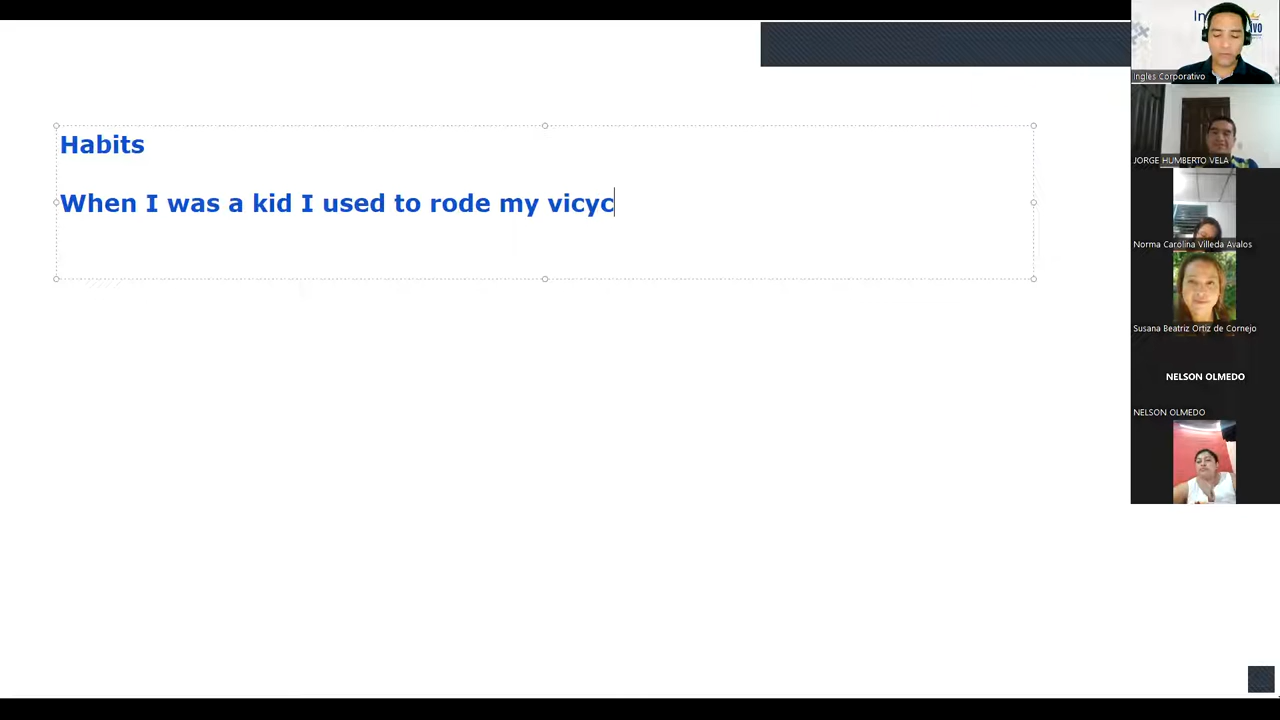 Habits
When I was a kid I used to rode my vicyc
Ingles Corporativo
JORGE HUMBERTO VELA
Norma Carolina Villeda Avalos
Susana Beatriz Ortiz de Cornejo
NELSON OLMEDO
NELSON OLMEDO